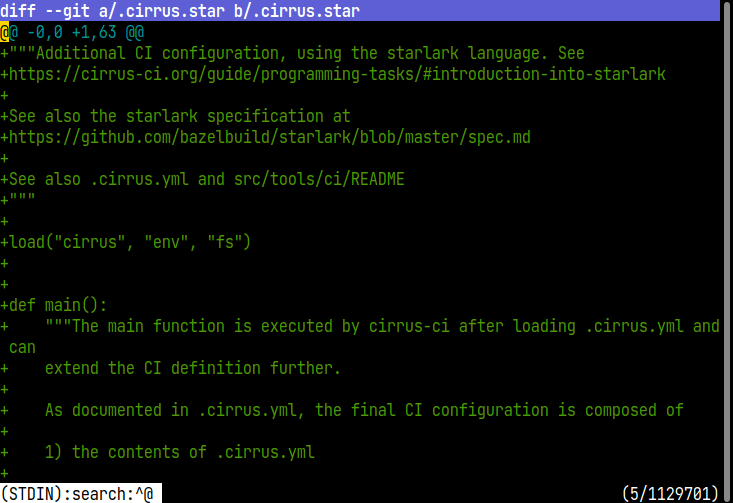 diff --git a/.cirrus.star b/.cirrus.star
@@ -0,0 +1,63 @@
+"""Additional CI configuration, using the starlark language. See
+https://cirrus-ci.org/guide/programming-tasks/#introduction-into-starlark
+
+See also the starlark specification at
+https://github.com/bazelbuild/starlark/blob/master/spec.md
+
+See also .cirrus.yml and src/tools/ci/README
+"""
+
+load("cirrus", "env", "fs")
+
+
+def main():
+    """The main function is executed by cirrus-ci after loading .cirrus.yml and
can
+    extend the CI definition further.
+
+    As documented in .cirrus.yml, the final CI configuration is composed of
+
+    1) the contents of .cirrus.yml
+
(STDIN):search:^@ (5/1129701)